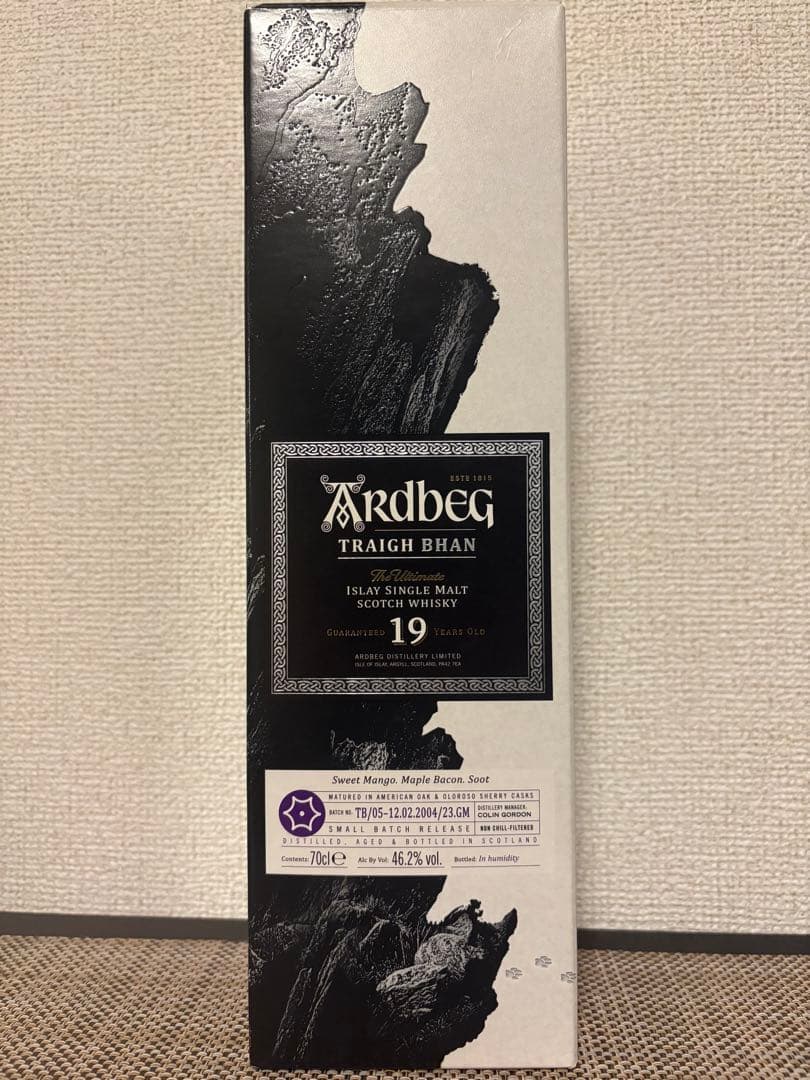 ESTD 1815
ARDBEG
TRAIGH BHAN
The Ultimate
ISLAY SINGLE MALT
SCOTCH WHISKY
GUARANTEED 19 YEARS OLD
ARDBEG DISTILLERY LIMITED
ISLE OF ISLAY, ARGYLL, SCOTLAND, PA42 7EA
Sweet Mango. Maple Bacon. Soot
MATURED IN AMERICAN OAK & OLOROSO SHERRY CASKS
BATCH NO: TB/05-12.02.2004/23.GM
DISTILLERY MANAGER:
COLIN GORDON
SMALL BATCH RELEASE
NON CHILL-FILTERED
DISTILLED, AGED & BOTTLED IN SCOTLAND
Contents: 70cl e Alc By Vol: 46.2% vol. Bottled: In humidity